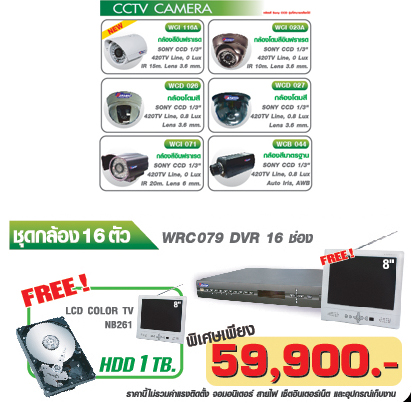 CCTV CAMERA
NEW
WCI 110A
กล้องสีอินฟราเรด
SONY CCD 1/3"
420TV Line, 0 Lux
IR 15m. Lens 3.6 mm.
WCI 023A
กล้องโดมสีอินฟราเรด
SONY CCD 1/3"
420TV Line, 0 Lux
IR 10m. Lens 3.6 mm.
WCD 020
กล้องโดมสี
SONY CCD 1/3"
420TV Line, 0.8 Lux
Lens 3.6 mm.
WCD 027
กล้องโดมสี
SONY CCD 1/3"
420TV Line, 0.8 Lux
Lens 3.6 mm.
WCI 071
กล้องสีอินฟราเรด
SONY CCD 1/3"
420TV Line, 0 Lux
IR 20m. Lens 6 mm.
WCB 044
กล้องสีมาตรฐาน
SONY CCD 1/3"
420TV Line, 0.8 Lux
Auto Iris, AWB
ชุดกล้อง 16 ตัว
WRC079 DVR 16 ช่อง
FREE !
8"
FREE !
LCD COLOR TV
NB261
8"
HDD 1 TB.
พิเศษเพียง
59,900.-
ราคานี้ไม่รวมค่าแรงติดตั้ง จอมอนิเตอร์ สายไฟ เซ็ตอินเตอร์เน็ต และอุปกรณ์เก็บงาน